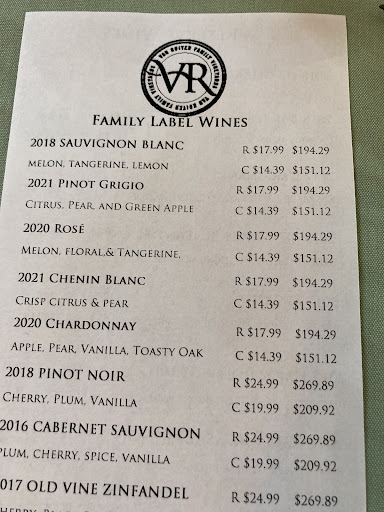 VAN RUITER FAMILY VINEYARDS
VR
VAN RUITER FAMILY VINEYARDS
FAMILY LABEL WINES
2018 SAUVIGNON BLANC R $17.99 $194.29
MELON, TANGERINE, LEMON C $14.39 $151.12
2021 PINOT GRIGIO R $17.99 $194.29
CITRUS, PEAR, AND GREEN APPLE C $14.39 $151.12
2020 ROSÉ R $17.99 $194.29
MELON, FLORAL,& TANGERINE, C $14.39 $151.12
2021 CHENIN BLANC R $17.99 $194.29
CRISP CITRUS & PEAR C $14.39 $151.12
2020 CHARDONNAY R $17.99 $194.29
APPLE, PEAR, VANILLA, TOASTY OAK C $14.39 $151.12
2018 PINOT NOIR R $24.99 $269.89
CHERRY, PLUM, VANILLA C $19.99 $209.92
2016 CABERNET SAUVIGNON R $24.99 $269.89
PLUM, CHERRY, SPICE, VANILLA C $19.99 $209.92
017 OLD VINE ZINFANDEL R $24.99 $269.89